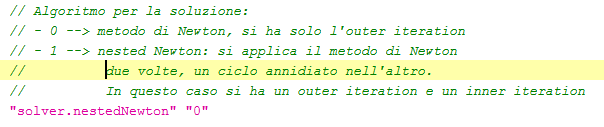 // Algoritmo per la soluzione:
// - 0 --> metodo di Newton, si ha solo l'outer iteration
// - 1 --> nested Newton: si applica il metodo di Newton
// due volte, un ciclo annidiato nell'altro.
// In questo caso si ha un outer iteration e un inner iteration
"solver.nestedNewton" "0"